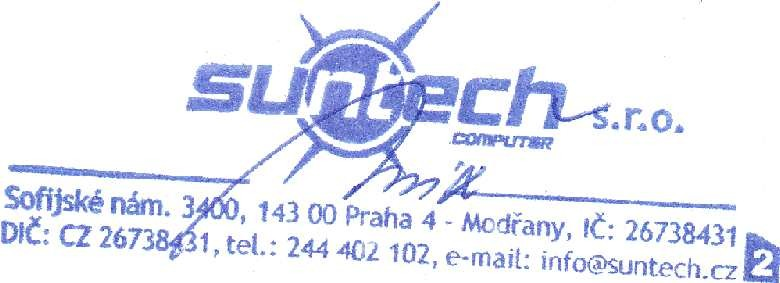 suntech s.r.o.
COMPUTER
Sofijské nám. 3400, 143 00 Praha 4 - Modřany, IČ: 26738431
DIČ: CZ 26738431, tel.: 244 402 102, e-mail: info@suntech.cz 2